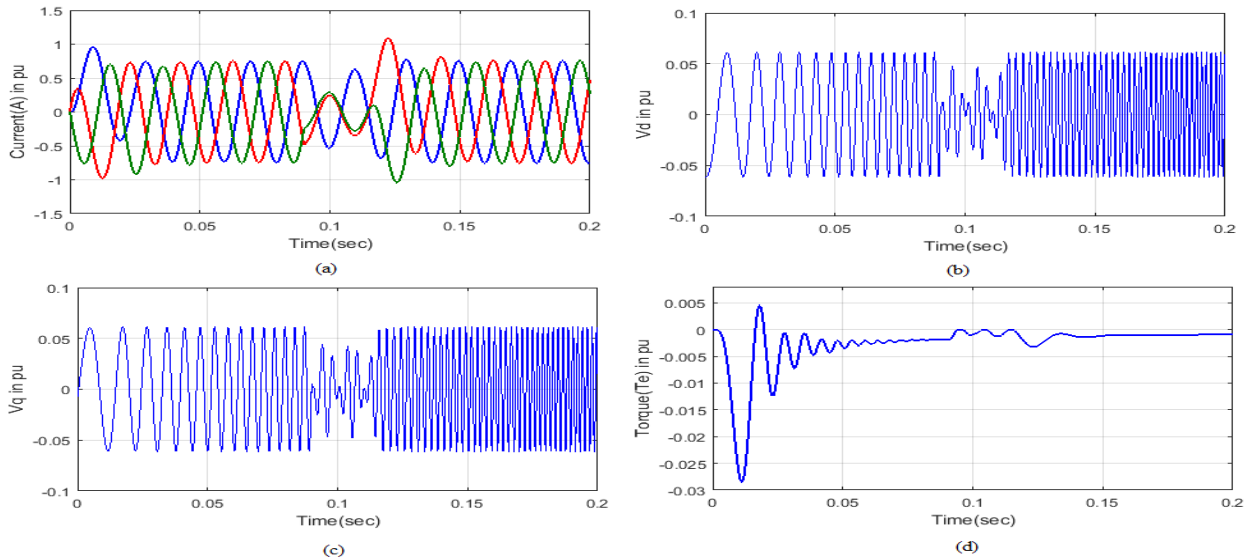 1.5
1
0.5
0
-0.5
-1
-1.5
Current(A) in pu
0 0.05 0.1 0.15 0.2
Time(sec)
(a)
0.1
0.05
0
-0.05
-0.1
Vd in pu
0 0.05 0.1 0.15 0.2
Time(sec)
(b)
0.1
0.05
0
-0.05
-0.1
Vq in pu
0 0.05 0.1 0.15 0.2
Time(sec)
(c)
0.005
0
-0.005
-0.01
-0.015
-0.02
-0.025
-0.03
Torque(Te) in pu
0 0.05 0.1 0.15 0.2
Time(sec)
(d)